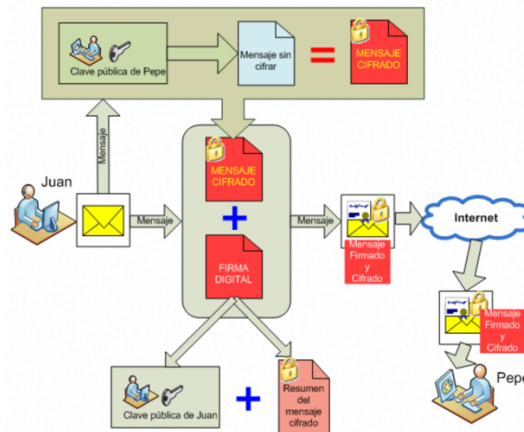 Clave pública de Pepe
Mensaje sin
cifrar
MENSAJE
CIFRADO
Mensaje
Juan
MENSAJE
CIFRADO
Mensaje
Mensaje
Internet
Mensaje
Firmado
y
Cifrado
FIRMA
DIGITAL
Mensaje
Firmado
y
Cifrado
Pepe
Clave pública de Juan
Resumen
del
mensaje
cifrado